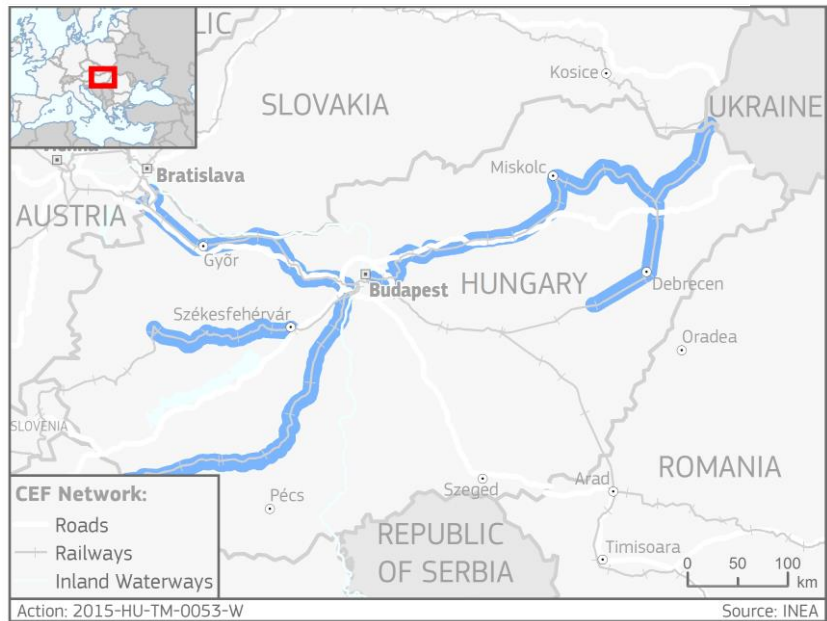 LIC
Kosice
SLOVAKIA
UKRAINE
Vienna
Bratislava
Miskolc
AUSTRIA
Győr
Budapest
HUNGARY
Debrecen
Székesfehérvár
Oradea
SLOVENIA
ROMANIA
CEF Network:
Roads
Railways
Inland Waterways
Pécs
Szeged
Arad
REPUBLIC
OF SERBIA
Timisoara
0 50 100
km
Action: 2015-HU-TM-0053-W
Source: INEA